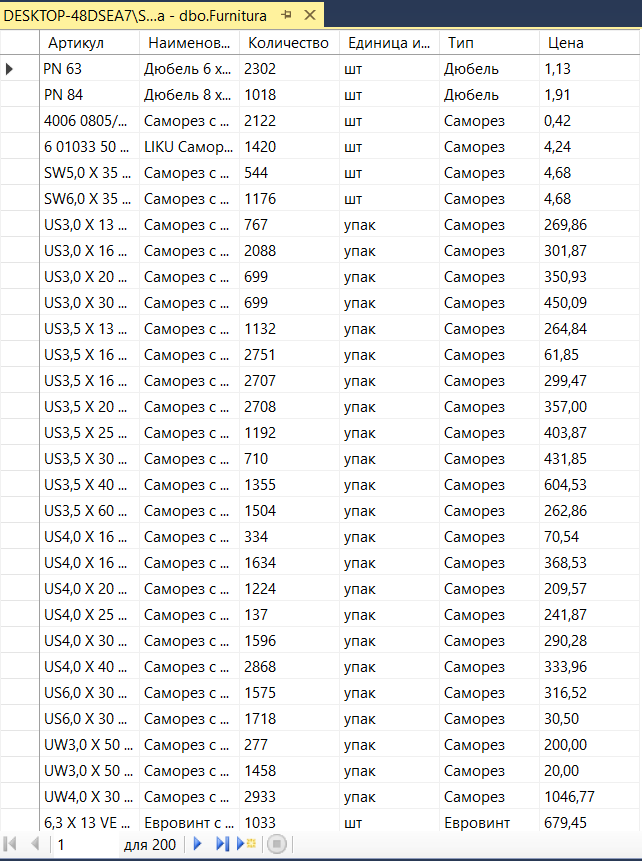 DESKTOP-48DSEA7\S...a - dbo.Furnitura
Артикул Наименов... Количество Единица и... Тип Цена
PN 63 Дюбель 6 х... 2302 шт Дюбель 1,13
PN 84 Дюбель 8 х... 1018 шт Дюбель 1,91
4006 0805/... Саморез с ... 2122 шт Саморез 0,42
6 01033 50 ... LIKU Самор... 1420 шт Саморез 4,24
SW5,0 X 35 ... Саморез с ... 544 шт Саморез 4,68
SW6,0 X 35 ... Саморез с ... 1176 шт Саморез 4,68
US3,0 X 13 ... Саморез с ... 767 упак Саморез 269,86
US3,0 X 16 ... Саморез с ... 2088 упак Саморез 301,87
US3,0 X 20 ... Саморез с ... 699 упак Саморез 350,93
US3,0 X 30 ... Саморез с ... 699 упак Саморез 450,09
US3,5 X 13 ... Саморез с ... 1132 упак Саморез 264,84
US3,5 X 16 ... Саморез с ... 2751 упак Саморез 61,85
US3,5 X 16 ... Саморез с ... 2707 упак Саморез 299,47
US3,5 X 20 ... Саморез с ... 2708 упак Саморез 357,00
US3,5 X 25 ... Саморез с ... 1192 упак Саморез 403,87
US3,5 X 30 ... Саморез с ... 710 упак Саморез 431,85
US3,5 X 40 ... Саморез с ... 1355 упак Саморез 604,53
US3,5 X 60 ... Саморез с ... 1504 упак Саморез 262,86
US4,0 X 16 ... Саморез с ... 334 упак Саморез 70,54
US4,0 X 16 ... Саморез с ... 1634 упак Саморез 368,53
US4,0 X 20 ... Саморез с ... 1224 упак Саморез 209,57
US4,0 X 25 ... Саморез с ... 137 упак Саморез 241,87
US4,0 X 30 ... Саморез с ... 1596 упак Саморез 290,28
US4,0 X 40 ... Саморез с ... 2868 упак Саморез 333,96
US6,0 X 30 ... Саморез с ... 1575 упак Саморез 316,52
US6,0 X 30 ... Саморез с ... 1718 упак Саморез 30,50
UW3,0 X 50 ... Саморез с ... 277 упак Саморез 200,00
UW3,0 X 50 ... Саморез с ... 1458 упак Саморез 20,00
UW4,0 X 30 ... Саморез с ... 2933 упак Саморез 1046,77
6,3 X 13 VE ... Евровинт с ... 1033 шт Евровинт 679,45
1 для 200